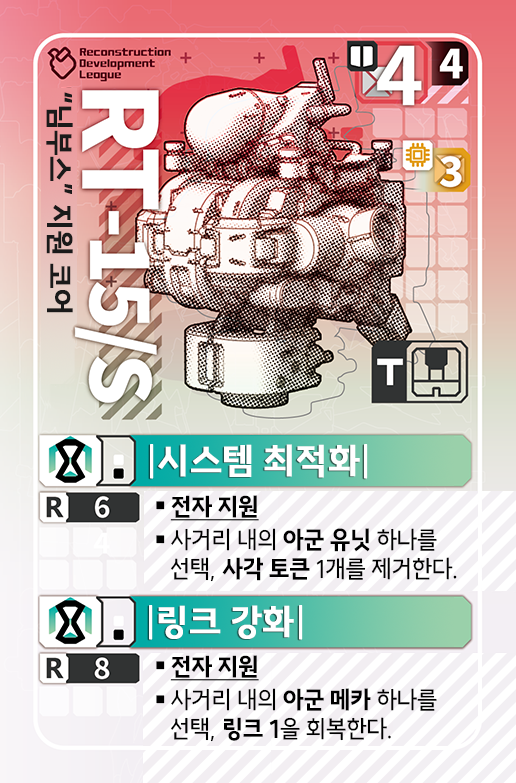 Reconstruction
Development
League
4
4
3
RT-15/S
"님부스" 지원 코어
T
|시스템 최적화|
R 6
▪ 전자 지원
▪ 사거리 내의 아군 유닛 하나를
선택, 사각 토큰 1개를 제거한다.
4
|링크 강화|
R 8
▪ 전자 지원
▪ 사거리 내의 아군 메카 하나를
선택, 링크 1을 회복한다.